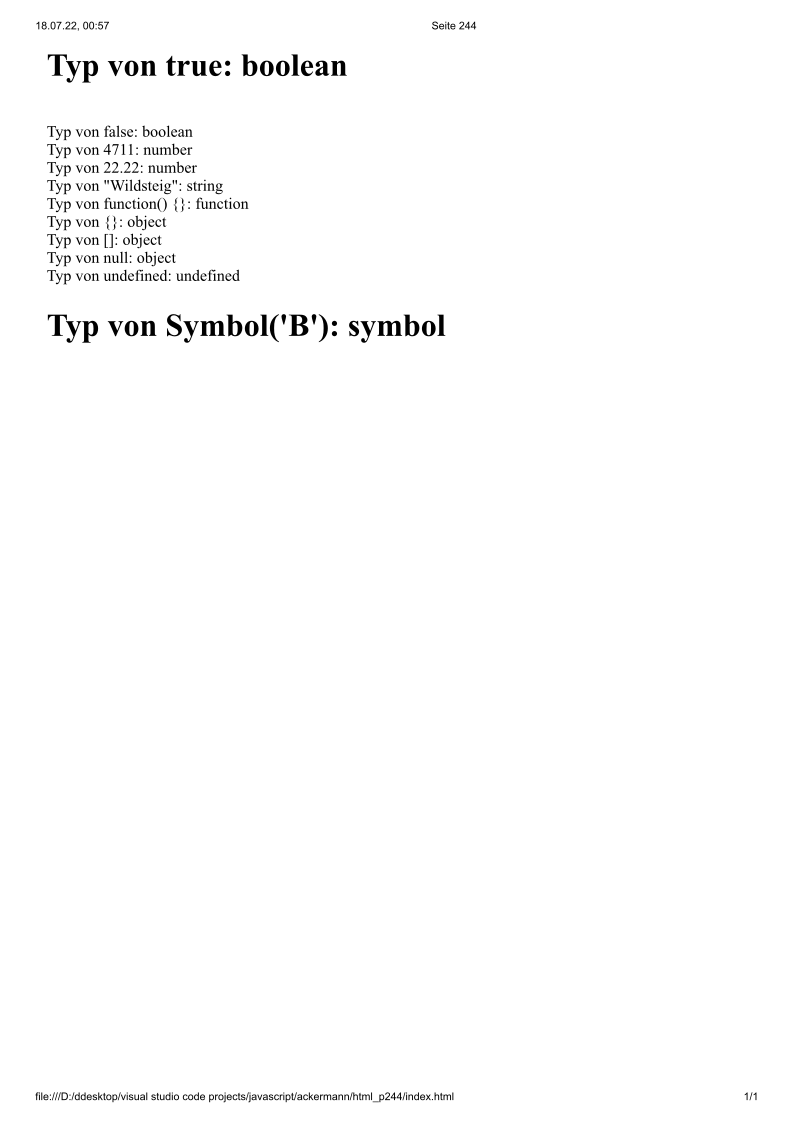 18.07.22, 00:57 Seite 244
Typ von true: boolean
Typ von false: boolean
Typ von 4711: number
Typ von 22.22: number
Typ von "Wildsteig": string
Typ von function() {}: function
Typ von {}: object
Typ von []: object
Typ von null: object
Typ von undefined: undefined
Typ von Symbol('B'): symbol
file:///D:/ddesktop/visual studio code projects/javascript/ackermann/html_p244/index.html 1/1